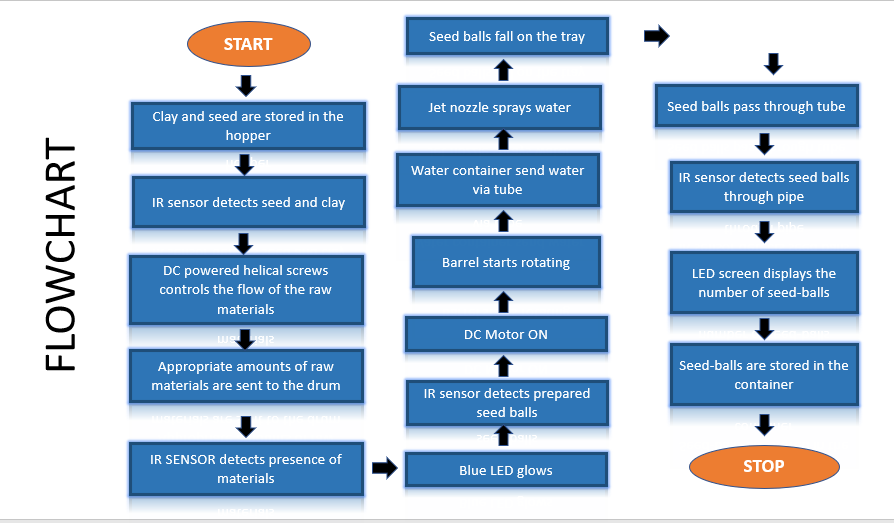 FLOWCHART
START
Clay and seed are stored in the
hopper
IR sensor detects seed and clay
DC powered helical screws
controls the flow of the raw
materials
Appropriate amounts of raw
materials are sent to the drum
IR SENSOR detects presence of
materials
Blue LED glows
IR sensor detects prepared
seed balls
DC Motor ON
Barrel starts rotating
Water container send water
via tube
Jet nozzle sprays water
Seed balls fall on the tray
Seed balls pass through tube
IR sensor detects seed balls
through pipe
LED screen displays the
number of seed-balls
Seed-balls are stored in the
container
STOP